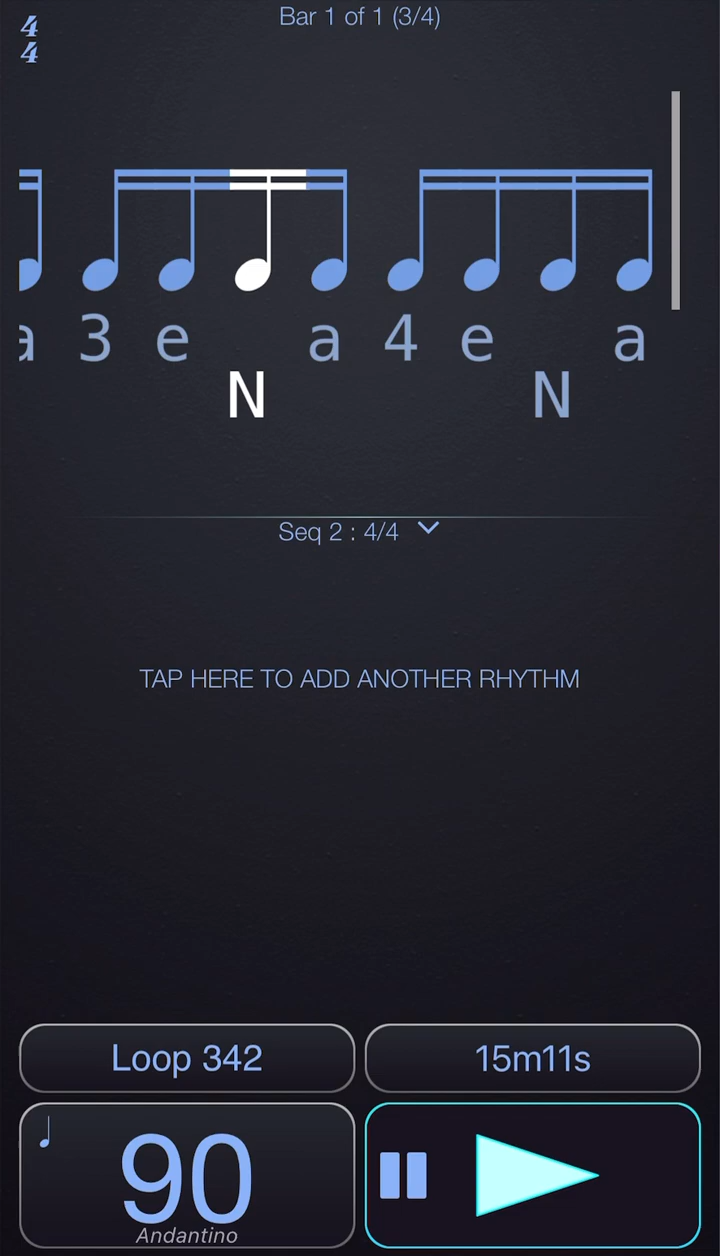 Bar 1 of 1 (3/4)
4
4
a 3 e a 4 e a
N N
Seq 2 : 4/4
TAP HERE TO ADD ANOTHER RHYTHM
Loop 342
15m11s
90
Andantino